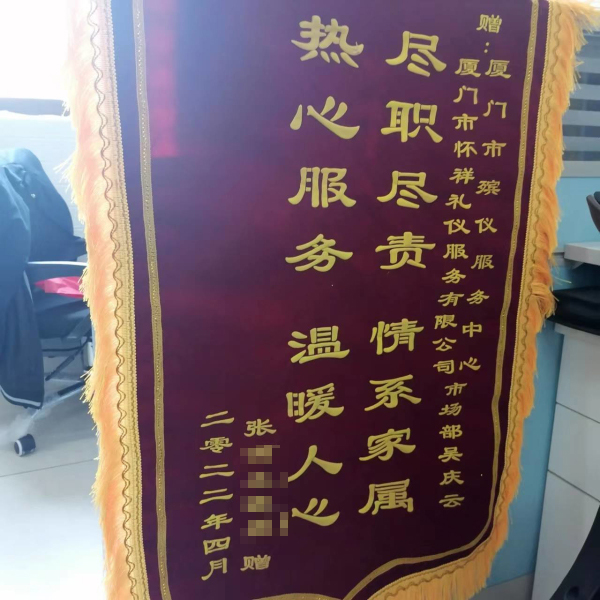 赠：厦门市殡仪服务中心
厦门市怀祥礼仪服务有限公司市场部吴庆云
尽职尽责 情系家属
热心服务 温暖人心
张 赠
二零二二年四月